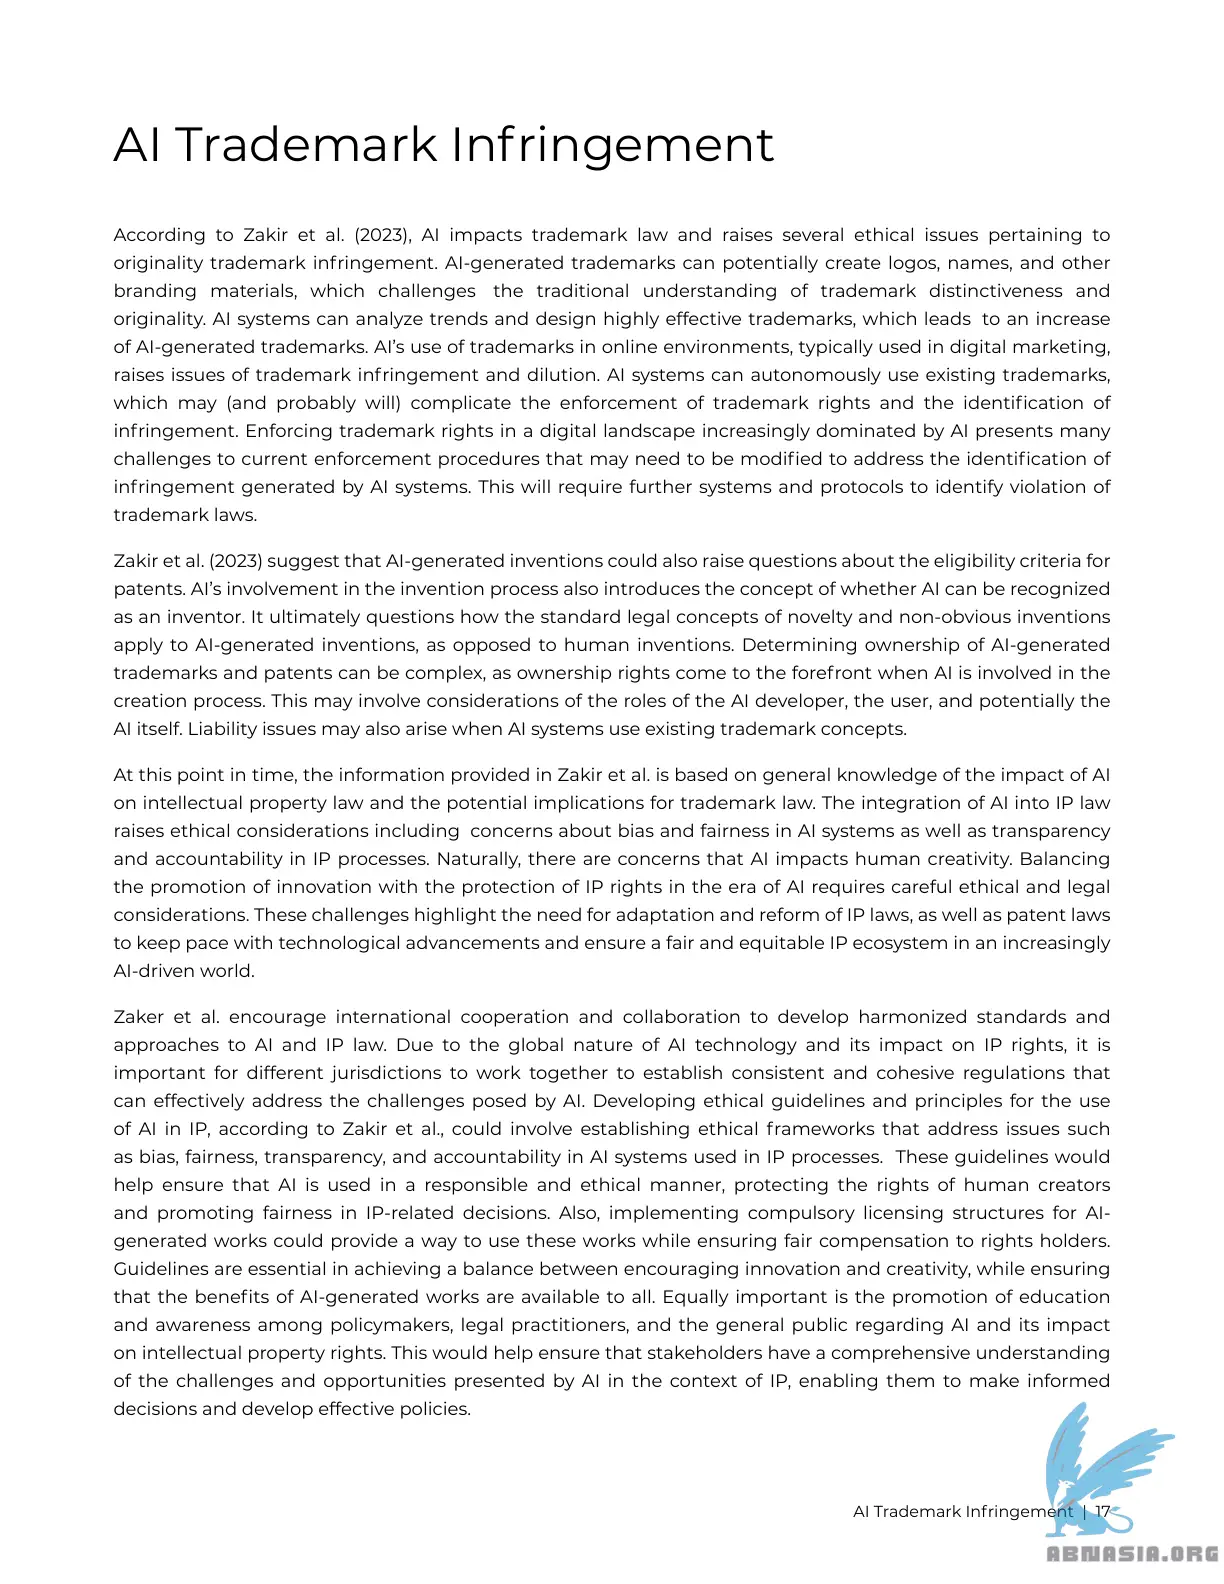 AI Trademark Infringement
According to Zakir et al. (2023), AI impacts trademark law and raises several ethical issues pertaining to
originality trademark infringement. AI-generated trademarks can potentially create logos, names, and other
branding materials, which challenges the traditional understanding of trademark distinctiveness and
originality. AI systems can analyze trends and design highly effective trademarks, which leads to an increase
of AI-generated trademarks. AI's use of trademarks in online environments, typically used in digital marketing,
raises issues of trademark infringement and dilution. AI systems can autonomously use existing trademarks,
which may (and probably will) complicate the enforcement of trademark rights and the identification of
infringement. Enforcing trademark rights in a digital landscape increasingly dominated by AI presents many
challenges to current enforcement procedures that may need to be modified to address the identification of
infringement generated by AI systems. This will require further systems and protocols to identify violation of
trademark laws.
Zakir et al. (2023) suggest that AI-generated inventions could also raise questions about the eligibility criteria for
patents. AI's involvement in the invention process also introduces the concept of whether AI can be recognized
as an inventor. It ultimately questions how the standard legal concepts of novelty and non-obvious inventions
apply to AI-generated inventions, as opposed to human inventions. Determining ownership of AI-generated
trademarks and patents can be complex, as ownership rights come to the forefront when AI is involved in the
creation process. This may involve considerations of the roles of the AI developer, the user, and potentially the
AI itself. Liability issues may also arise when AI systems use existing trademark concepts.
At this point in time, the information provided in Zakir et al. is based on general knowledge of the impact of AI
on intellectual property law and the potential implications for trademark law. The integration of AI into IP law
raises ethical considerations including concerns about bias and fairness in AI systems as well as transparency
and accountability in IP processes. Naturally, there are concerns that AI impacts human creativity. Balancing
the promotion of innovation with the protection of IP rights in the era of AI requires careful ethical and legal
considerations. These challenges highlight the need for adaptation and reform of IP laws, as well as patent laws
to keep pace with technological advancements and ensure a fair and equitable IP ecosystem in an increasingly
AI-driven world.
Zaker et al. encourage international cooperation and collaboration to develop harmonized standards and
approaches to AI and IP law. Due to the global nature of AI technology and its impact on IP rights, it is
important for different jurisdictions to work together to establish consistent and cohesive regulations that
can effectively address the challenges posed by AI. Developing ethical guidelines and principles for the use
of AI in IP, according to Zakir et al., could involve establishing ethical frameworks that address issues such
as bias, fairness, transparency, and accountability in AI systems used in IP processes. These guidelines would
help ensure that AI is used in a responsible and ethical manner, protecting the rights of human creators
and promoting fairness in IP-related decisions. Also, implementing compulsory licensing structures for AI-
generated works could provide a way to use these works while ensuring fair compensation to rights holders.
Guidelines are essential in achieving a balance between encouraging innovation and creativity, while ensuring
that the benefits of AI-generated works are available to all. Equally important is the promotion of education
and awareness among policymakers, legal practitioners, and the general public regarding AI and its impact
on intellectual property rights. This would help ensure that stakeholders have a comprehensive understanding
of the challenges and opportunities presented by AI in the context of IP, enabling them to make informed
decisions and develop effective policies.
AI Trademark Infringement | 17
ABNASIA.ORG